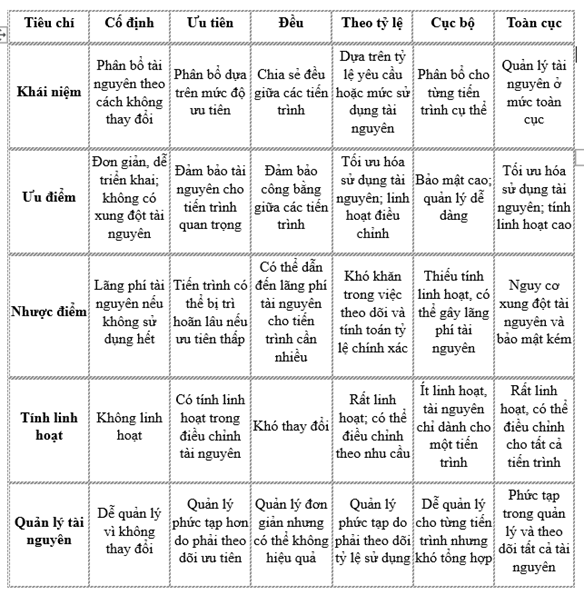 Tiêu chí Cố định Ưu tiên Đều Theo tỷ lệ Cục bộ Toàn cục
Khái niệm
Phân bổ tài
nguyên theo
cách không
thay đổi
Phân bổ dựa
trên mức độ
ưu tiên
Chia sẻ đều
giữa các tiến
trình
Dựa trên tỷ
lệ yêu cầu
hoặc mức sử
dụng tài
nguyên
Phân bổ cho
từng tiến
trình cụ thể
Quản lý tài
nguyên ở
mức toàn
cục
Ưu điểm
Đơn giản, dễ
triển khai;
không có
xung đột tài
nguyên
Đảm bảo tài
nguyên cho
tiến trình
quan trọng
Đảm bảo
công bằng
giữa các tiến
trình
Tối ưu hóa
sử dụng tài
nguyên; linh
hoạt điều
chỉnh
Bảo mật cao;
quản lý dễ
dàng
Tối ưu hóa
sử dụng tài
nguyên; tính
linh hoạt cao
Nhược điểm
Lãng phí tài
nguyên nếu
không sử
dụng hết
Tiến trình có
thể bị trì
hoãn lâu nếu
ưu tiên thấp
Có thể dẫn
đến lãng phí
tài nguyên
cho tiến
trình cần
nhiều
Khó khăn
trong việc
theo dõi và
tính toán tỷ
lệ chính xác
Thiếu tính
linh hoạt, có
thể gây lãng
phí tài
nguyên
Nguy cơ
xung đột tài
nguyên và
bảo mật kém
Tính linh
hoạt
Không linh
hoạt
Có tính linh
hoạt trong
điều chỉnh
tài nguyên
Khó thay đổi
Rất linh
hoạt; có thể
điều chỉnh
theo nhu cầu
Ít linh hoạt,
tài nguyên
chỉ dành cho
một tiến
trình
Rất linh
hoạt, có thể
điều chỉnh
cho tất cả
tiến trình
Quản lý tài
nguyên
Dễ quản lý
vì không
thay đổi
Quản lý
phức tạp hơn
do phải theo
dõi ưu tiên
Quản lý đơn
giản nhưng
có thể không
hiệu quả
Quản lý
phức tạp do
phải theo dõi
tỷ lệ sử dụng
Dễ quản lý
cho từng tiến
trình nhưng
khó tổng hợp
Phức tạp
trong quản
lý và theo
dõi tất cả tài
nguyên